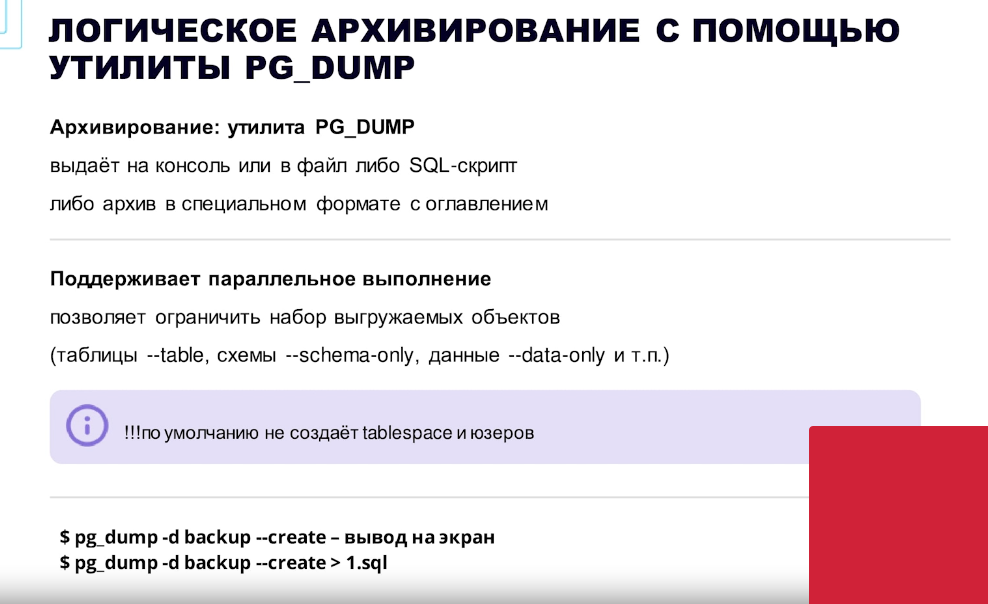 ЛОГИЧЕСКОЕ АРХИВИРОВАНИЕ С ПОМОЩЬЮ
УТИЛИТЫ PG_DUMP
Архивирование: утилита PG_DUMP
выдаёт на консоль или в файл либо SQL-скрипт
либо архив в специальном формате с оглавлением
Поддерживает параллельное выполнение
позволяет ограничить набор выгружаемых объектов
(таблицы --table, схемы --schema-only, данные --data-only и т.п.)
!!!по умолчанию не создаёт tablespace и юзеров
$ pg_dump -d backup --create – вывод на экран
$ pg_dump -d backup --create > 1.sql